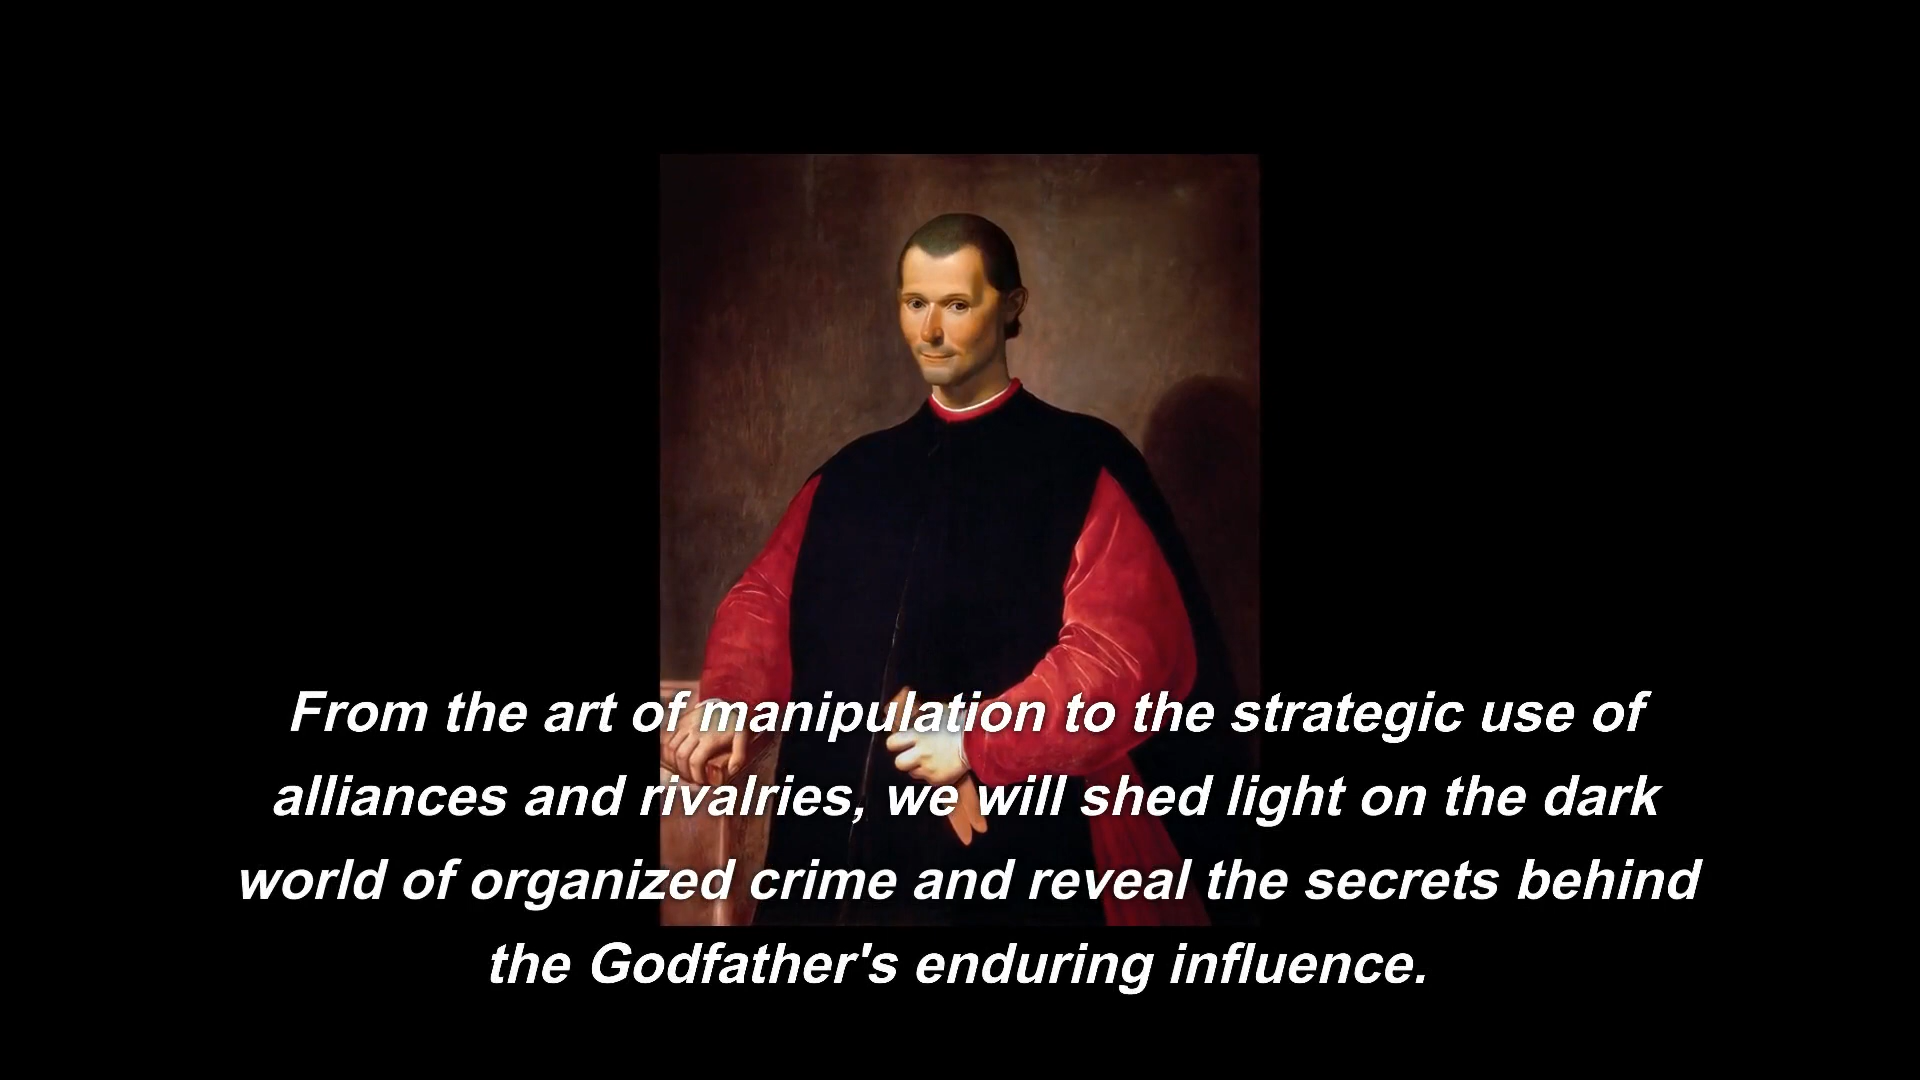 From the art of manipulation to the strategic use of
alliances and rivalries, we will shed light on the dark
world of organized crime and reveal the secrets behind
the Godfather's enduring influence.